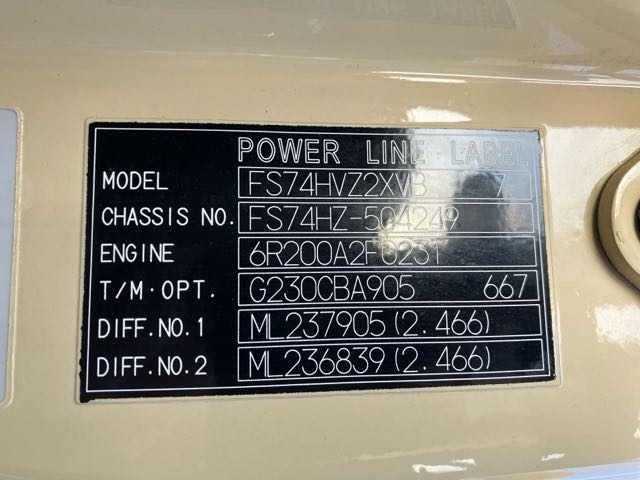 POWER LINE LABEL
MODEL FS74HVZ2XVB 7
CHASSIS NO. FS74HZ-504249
ENGINE 6R200A2F0231
T/M·OPT. G230CBA905 667
DIFF.NO.1 ML237905(2.466)
DIFF.NO.2 ML236839(2.466)